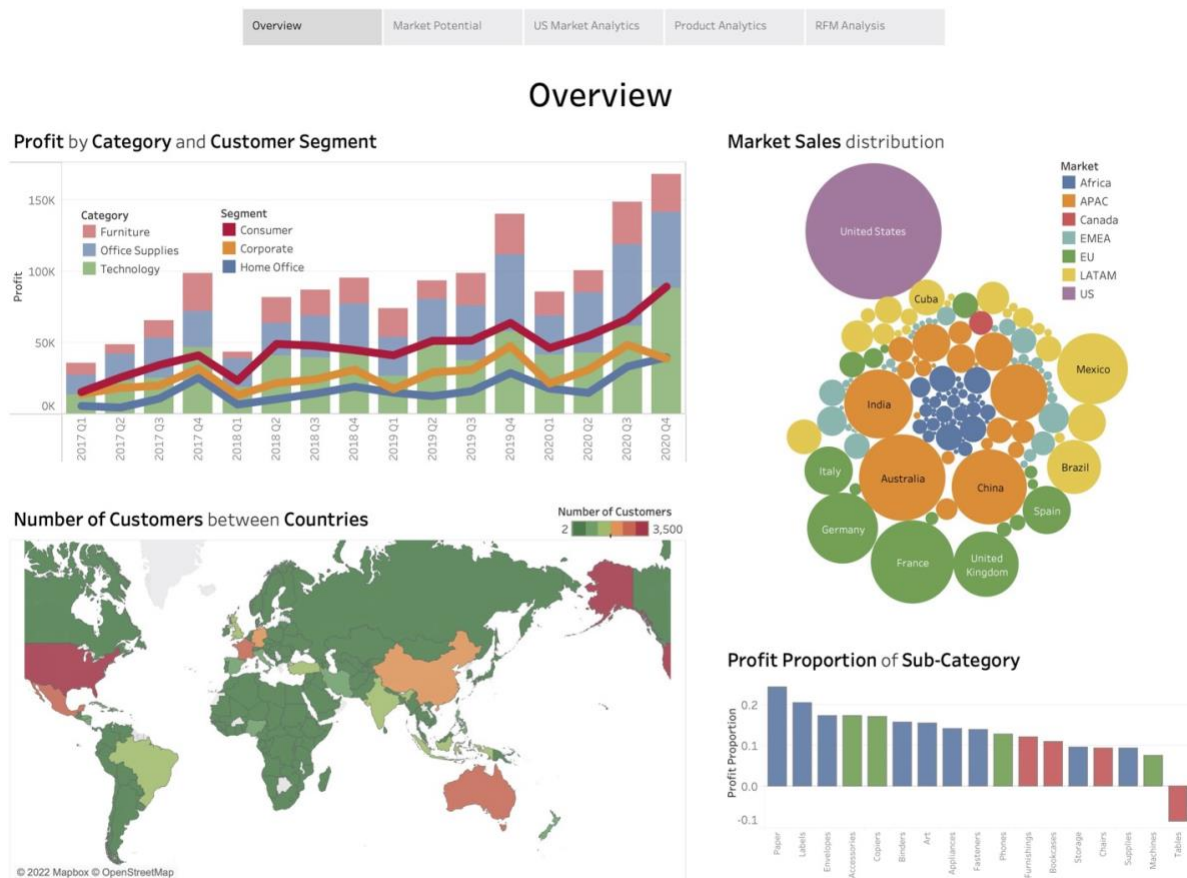 Overview
Market Potential
US Market Analytics
Product Analytics
RFM Analysis
Overview
Profit by Category and Customer Segment
Profit
150K
100K
50K
0K
Category
Furniture
Office Supplies
Technology
Segment
Consumer
Corporate
Home Office
2017 Q1
2017 Q2
2017 Q3
2017 Q4
2018 Q1
2018 Q2
2018 Q3
2018 Q4
2019 Q1
2019 Q2
2019 Q3
2019 Q4
2020 Q1
2020 Q2
2020 Q3
2020 Q4
Market Sales distribution
Market
Africa
APAC
Canada
EMEA
EU
LATAM
US
United States
Cuba
Mexico
India
Italy
Australia
China
Brazil
Germany
Spain
France
United
Kingdom
Number of Customers between Countries
Number of Customers
2
3,500
© 2022 Mapbox © OpenStreetMap
Profit Proportion of Sub-Category
Profit Proportion
0.2
0.1
0.0
-0.1
Paper
Labels
Envelopes
Accessories
Copiers
Binders
Art
Appliances
Fasteners
Phones
Furnishings
Bookcases
Storage
Chairs
Supplies
Machines
Tables